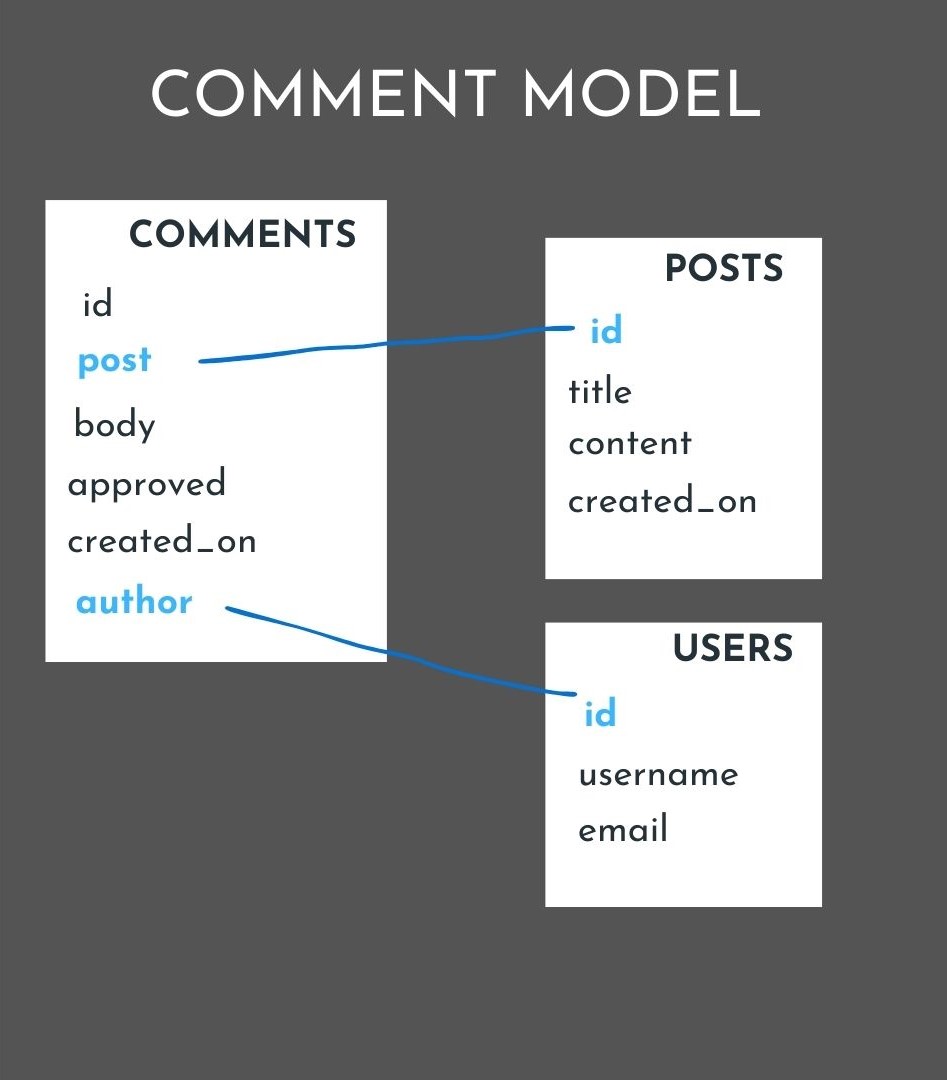 COMMENT MODEL
COMMENTS
id
post
body
approved
created_on
author
POSTS
id
title
content
created_on
USERS
id
username
email